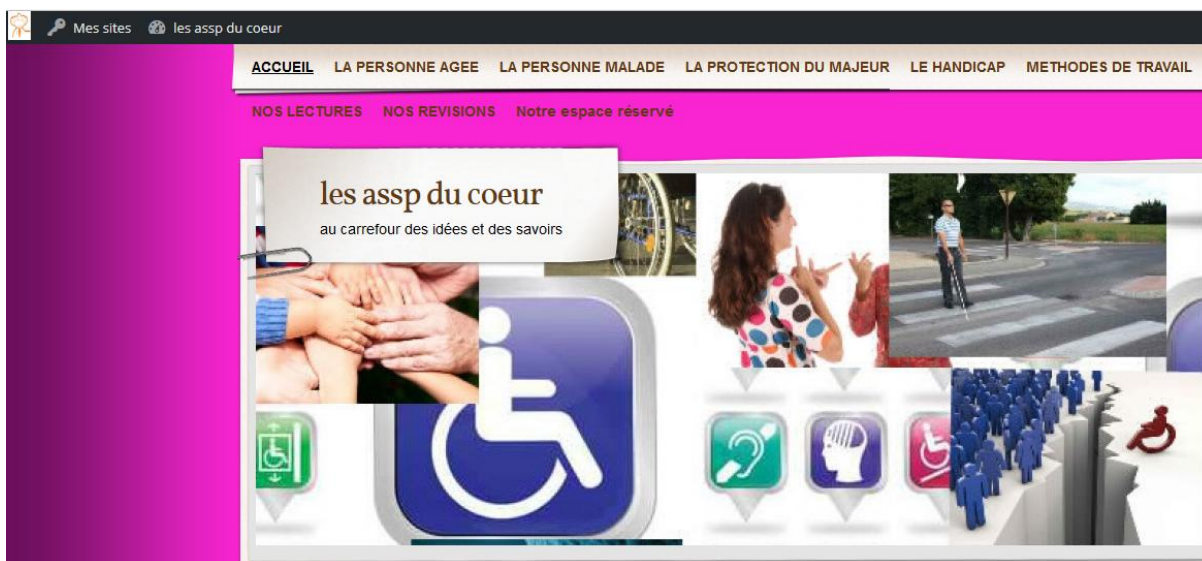 Mes sites les assp du coeur
ACCUEIL LA PERSONNE AGEE LA PERSONNE MALADE LA PROTECTION DU MAJEUR LE HANDICAP METHODES DE TRAVAIL
NOS LECTURES NOS REVISIONS Notre espace réservé
les assp du coeur
au carrefour des idées et des savoirs